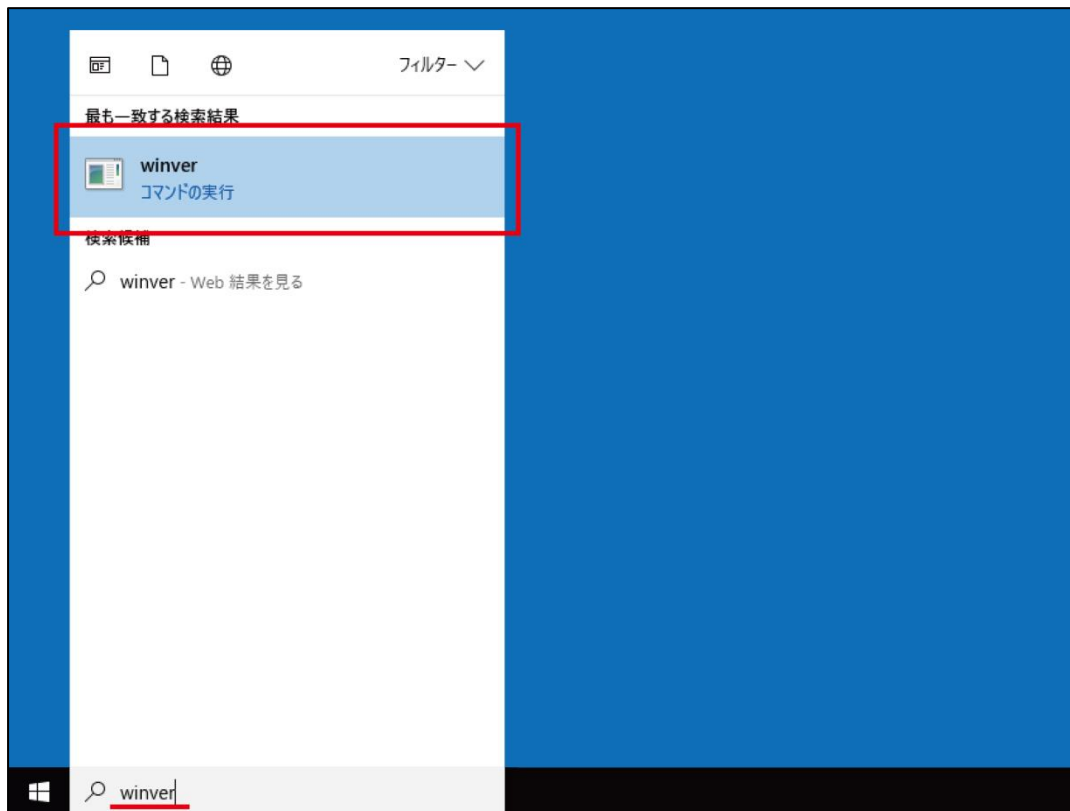 フィルター
最も一致する検索結果
winver
コマンドの実行
検索候補
winver - Web 結果を見る
winver